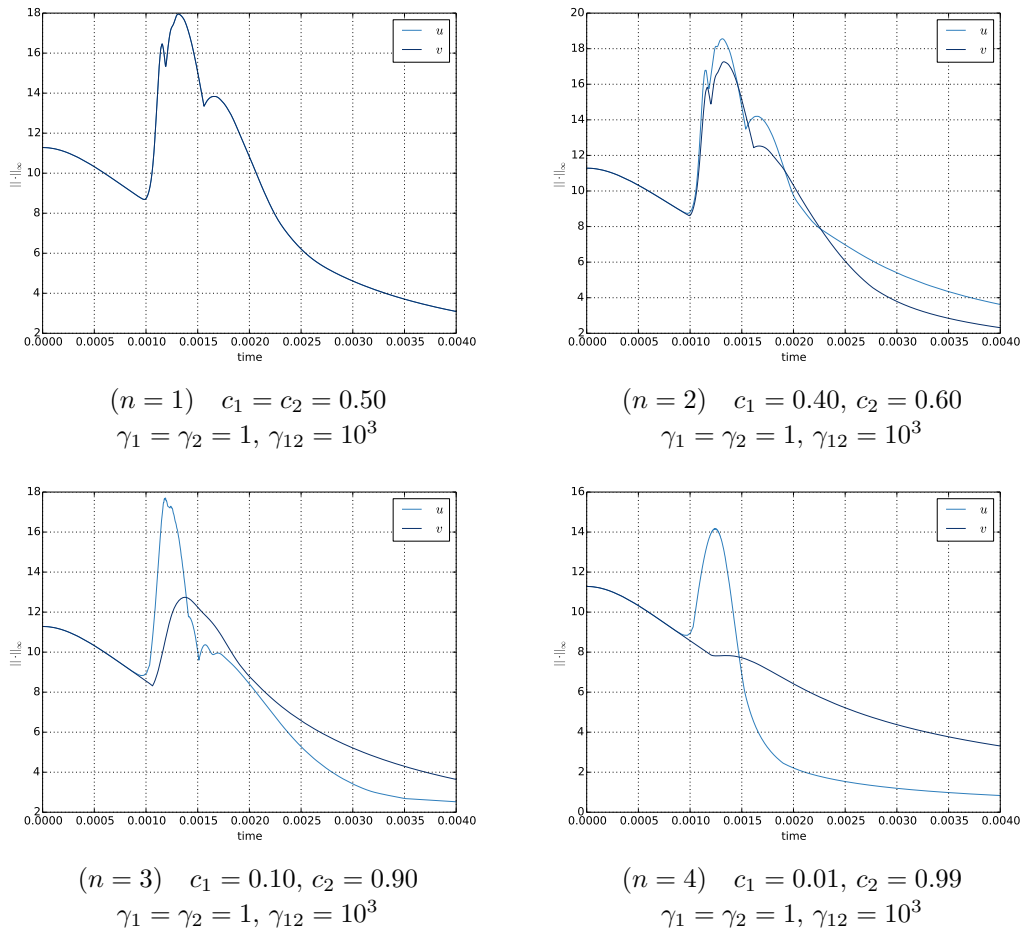 18
16
14
12
10
8
6
4
2
|| · ||∞
u
v
0.0000 0.0005 0.0010 0.0015 0.0020 0.0025 0.0030 0.0035 0.0040
time
(n = 1) c₁ = c₂ = 0.50
γ₁ = γ₂ = 1, γ₁₂ = 10³
20
18
16
14
12
10
8
6
4
2
|| · ||∞
u
v
0.0000 0.0005 0.0010 0.0015 0.0020 0.0025 0.0030 0.0035 0.0040
time
(n = 2) c₁ = 0.40, c₂ = 0.60
γ₁ = γ₂ = 1, γ₁₂ = 10³
18
16
14
12
10
8
6
4
2
|| · ||∞
u
v
0.0000 0.0005 0.0010 0.0015 0.0020 0.0025 0.0030 0.0035 0.0040
time
(n = 3) c₁ = 0.10, c₂ = 0.90
γ₁ = γ₂ = 1, γ₁₂ = 10³
16
14
12
10
8
6
4
2
0
|| · ||∞
u
v
0.0000 0.0005 0.0010 0.0015 0.0020 0.0025 0.0030 0.0035 0.0040
time
(n = 4) c₁ = 0.01, c₂ = 0.99
γ₁ = γ₂ = 1, γ₁₂ = 10³